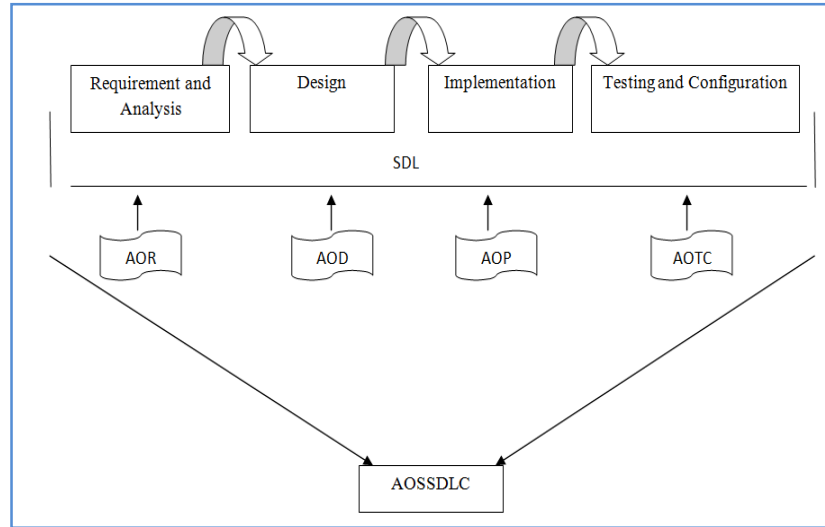 Requirement and
Analysis
Design
Implementation
Testing and Configuration
SDL
AOR
AOD
AOP
AOTC
AOSSDLC